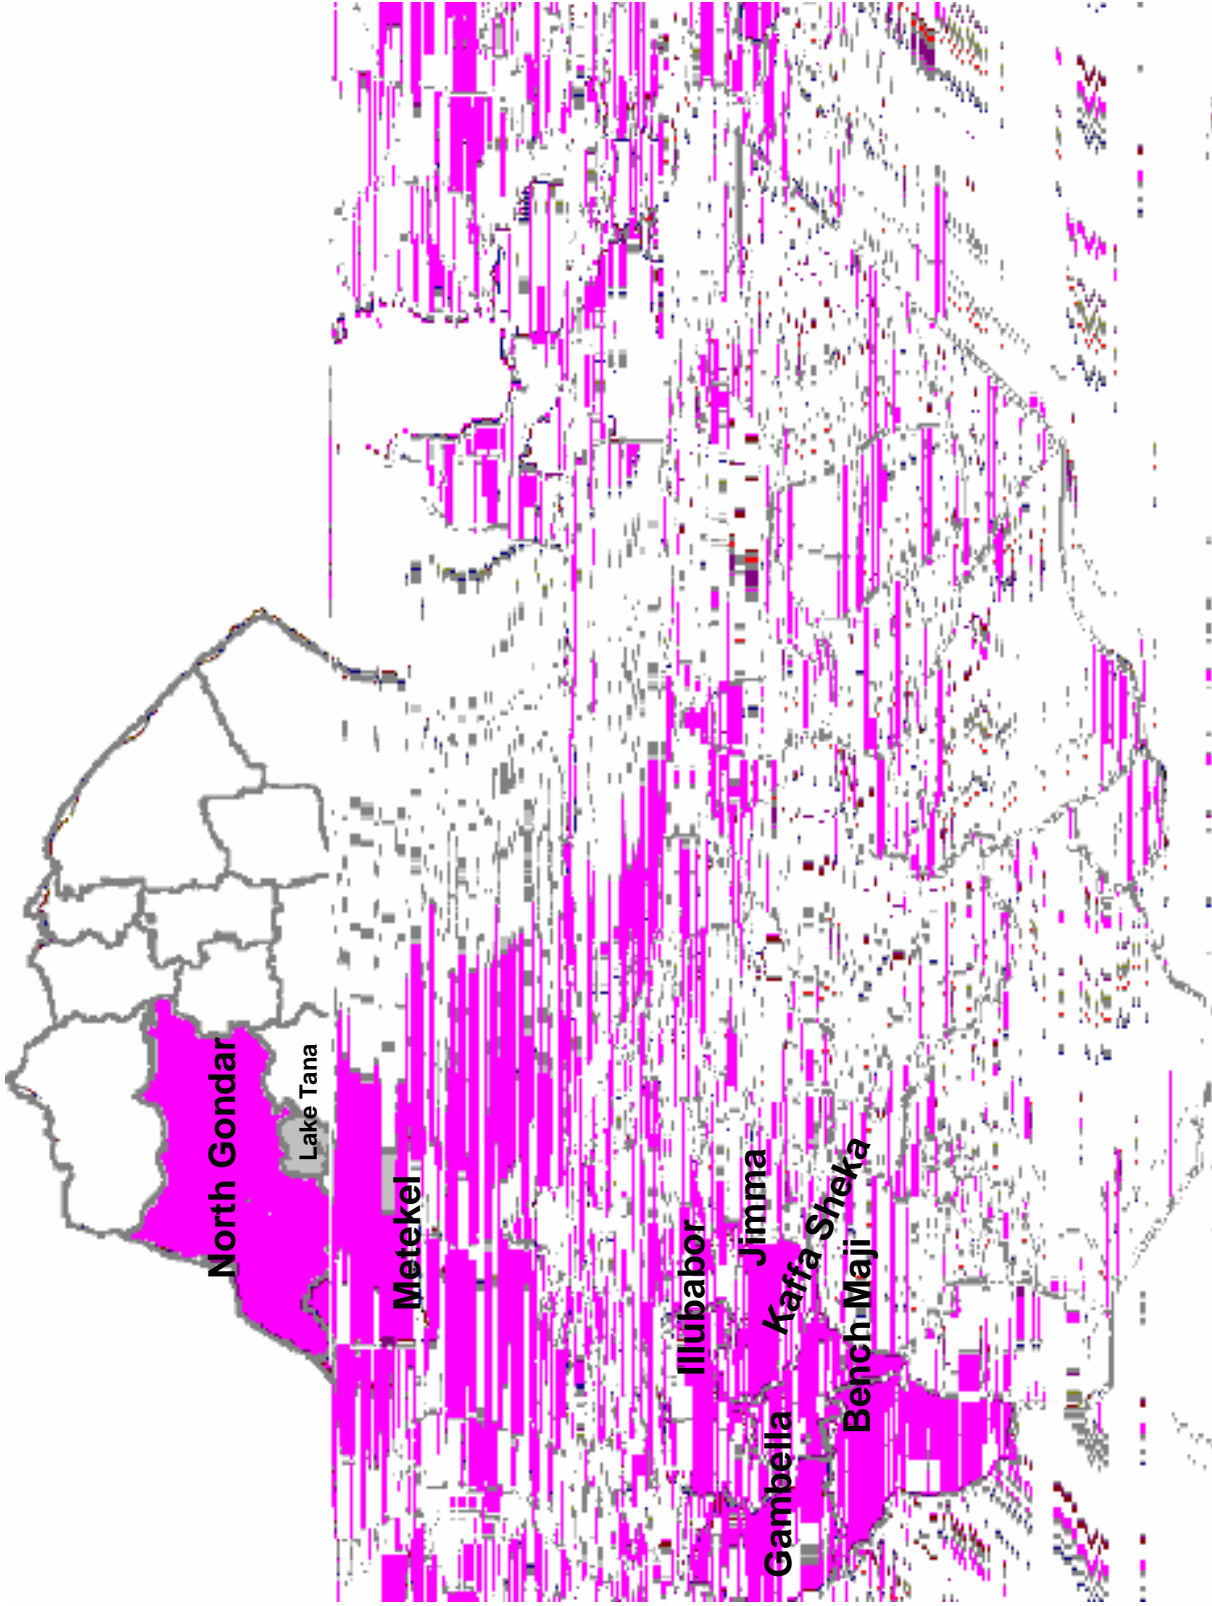 North Gondar
Lake Tana
Metekel
Illubabor
Jimma
Kaffa Sheka
Gambella
Bench Maji